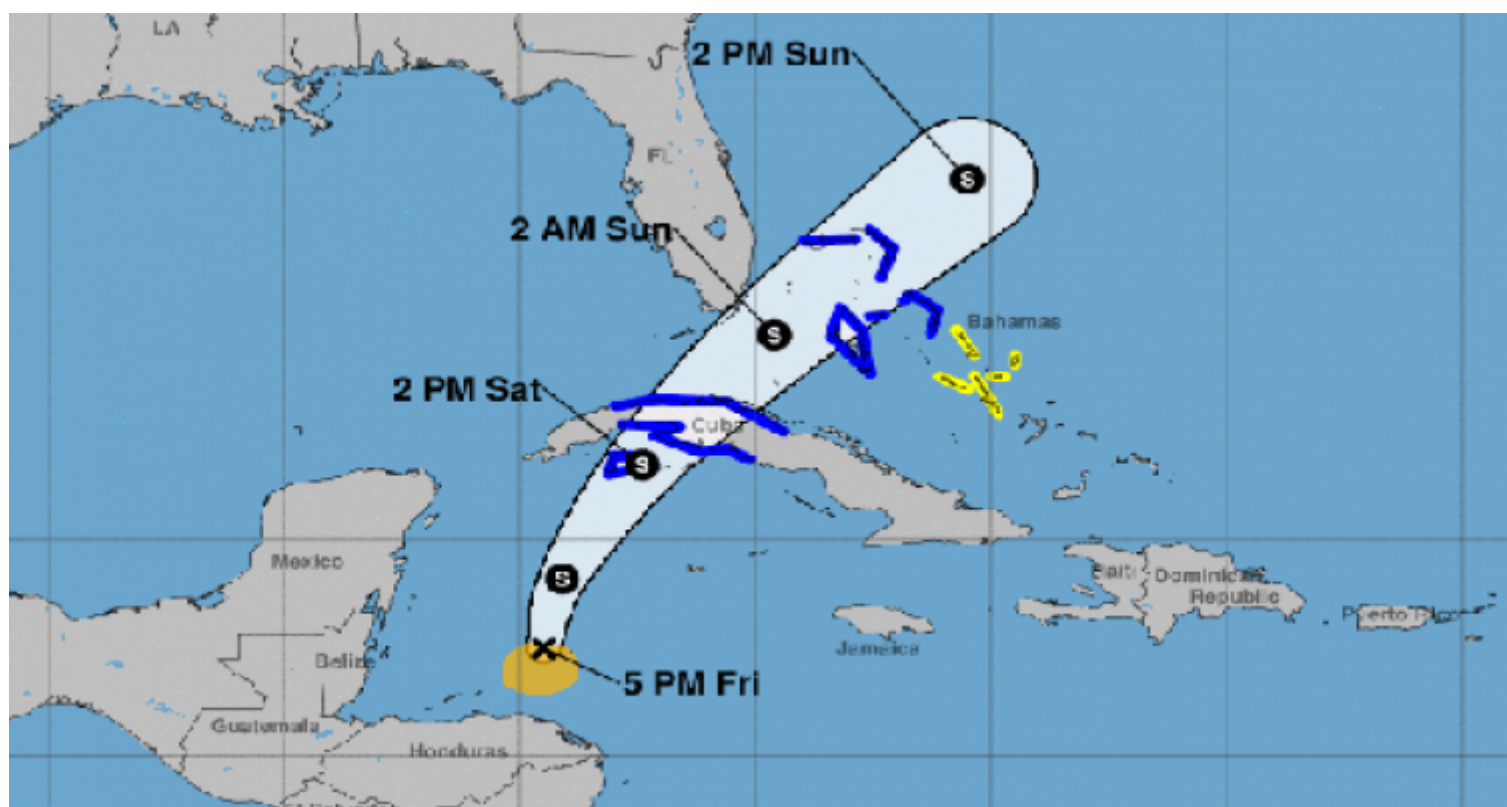 LA
2 PM Sun
S
FL
2 AM Sun
S
Bahamas
2 PM Sat
Cuba
S
Mexico
S
Haiti
Dominican
Republic
Puerto Rico
Jamaica
Belize
X
5 PM Fri
Guatemala
Honduras